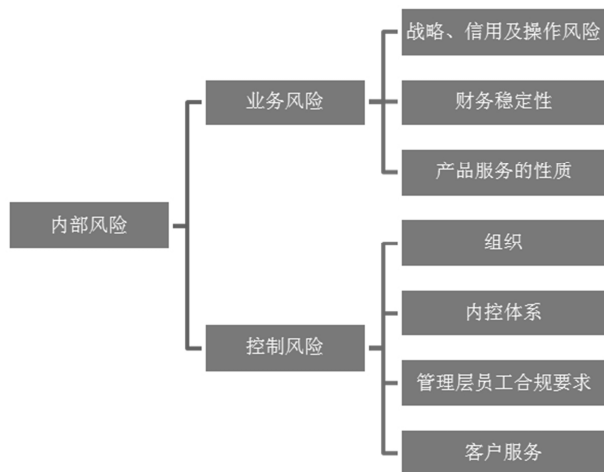 内部风险
业务风险
战略、信用及操作风险
财务稳定性
产品服务的性质
控制风险
组织
内控体系
管理层员工合规要求
客户服务